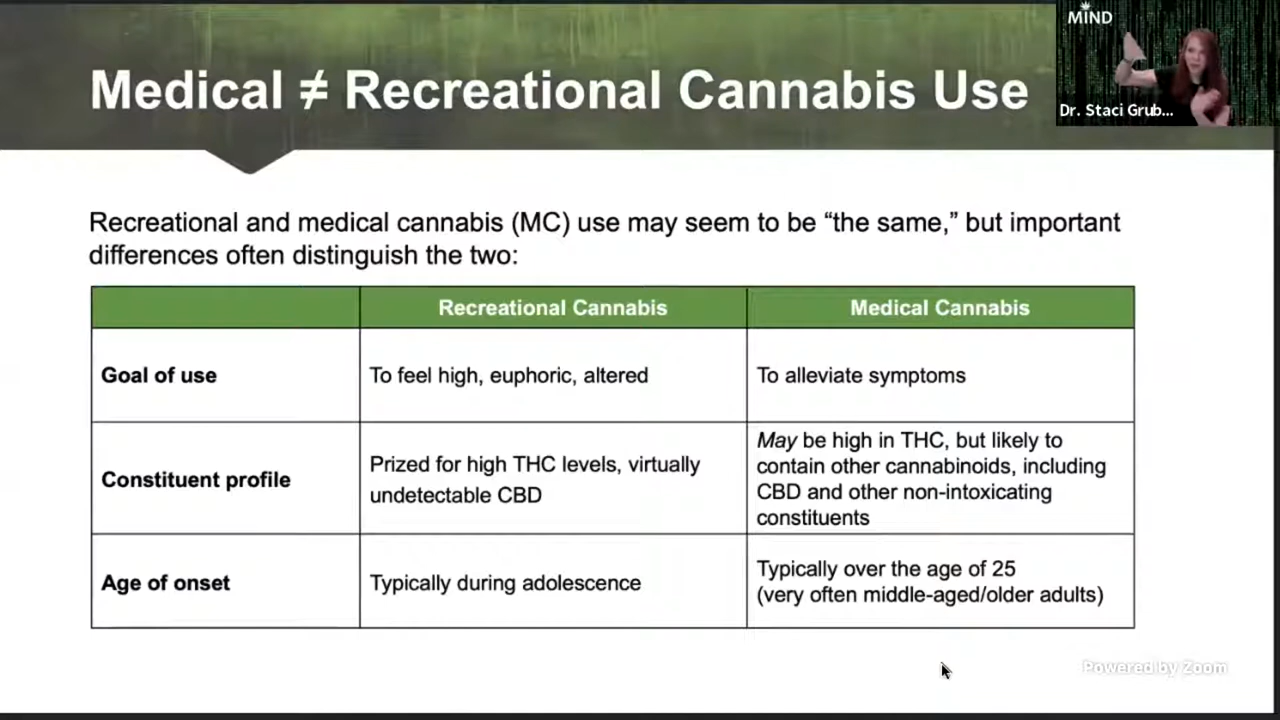 MIND
Medical ≠ Recreational Cannabis Use
Dr. Staci Grub...
Recreational and medical cannabis (MC) use may seem to be “the same,” but important
differences often distinguish the two:
Recreational Cannabis
Medical Cannabis
Goal of use
To feel high, euphoric, altered
To alleviate symptoms
Constituent profile
Prized for high THC levels, virtually
undetectable CBD
May be high in THC, but likely to
contain other cannabinoids, including
CBD and other non-intoxicating
constituents
Age of onset
Typically during adolescence
Typically over the age of 25
(very often middle-aged/older adults)
Powered by Zoom